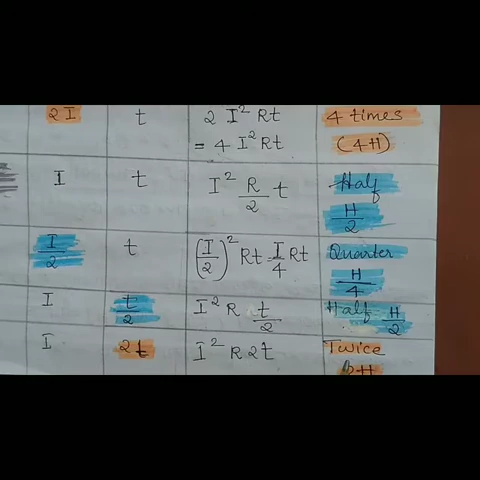 2I t 2 I² Rt 4 times
= 4 I² Rt (4H)
I t I² R/2 t Half
H/2
I/2 t (I/2)² Rt = I/4 Rt Quarter
H/4
I t/2 I² R t/2 Half H/2
I 2t I² R 2t Twice